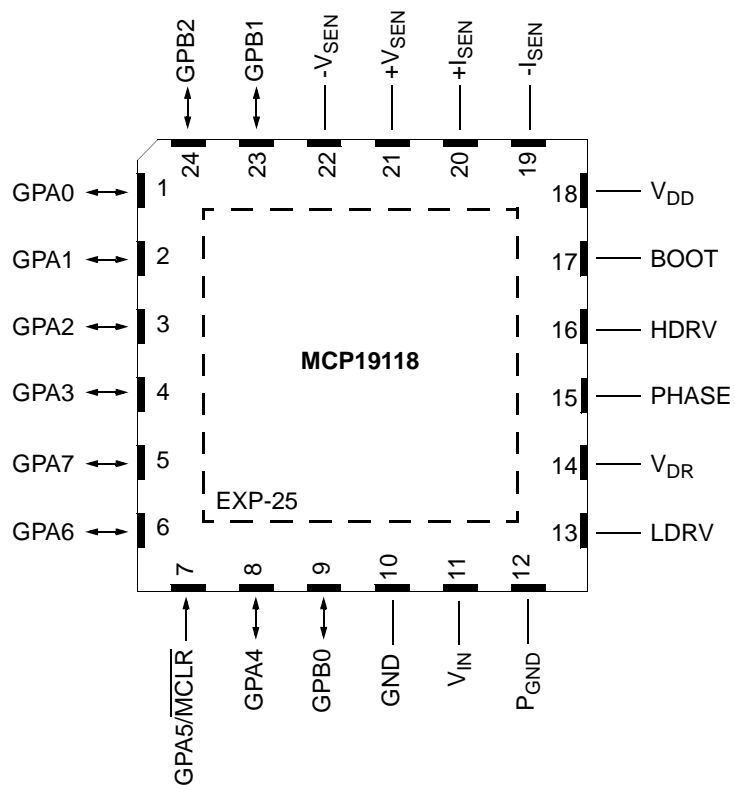 GPB2
GPB1
-VSEN
+VSEN
+ISEN
-ISEN
24
23
22
21
20
19
GPA0
1
18
VDD
GPA1
2
17
BOOT
GPA2
3
16
HDRV
MCP19118
GPA3
4
15
PHASE
GPA7
5
14
VDR
EXP-25
GPA6
6
13
LDRV
7
8
9
10
11
12
GPA5/MCLR
GPA4
GPB0
GND
VIN
PGND